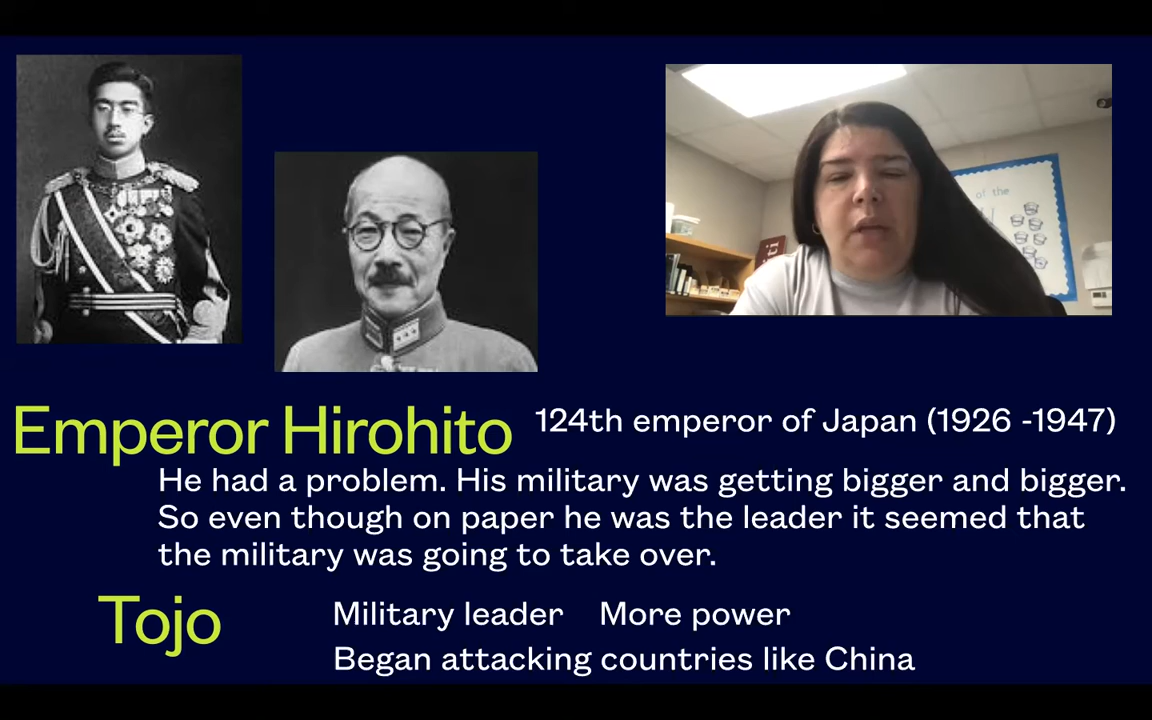 of the
Emperor Hirohito
124th emperor of Japan (1926 -1947)
He had a problem. His military was getting bigger and bigger.
So even though on paper he was the leader it seemed that
the military was going to take over.
Tojo
Military leader More power
Began attacking countries like China